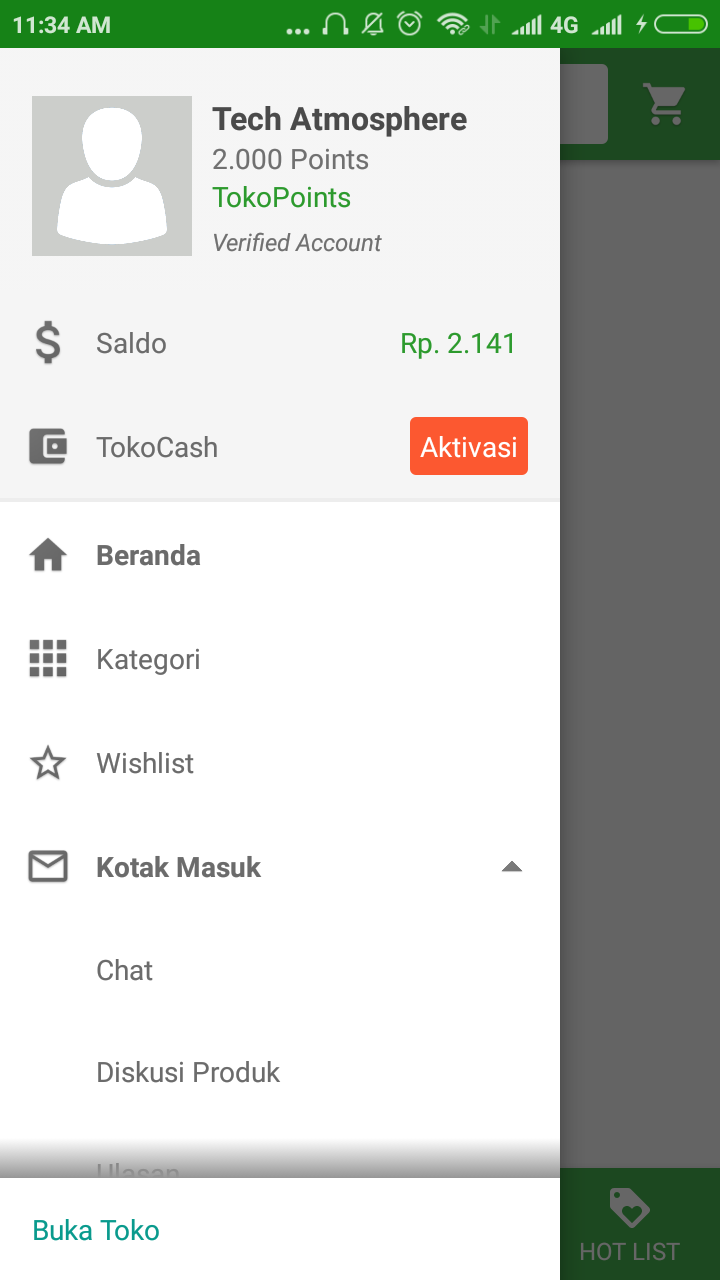 11:34 AM
4G
Tech Atmosphere
2.000 Points
TokoPoints
Verified Account
Saldo
Rp. 2.141
TokoCash
Aktivasi
Beranda
Kategori
Wishlist
Kotak Masuk
Chat
Diskusi Produk
Ulasan
Buka Toko
HOT LIST